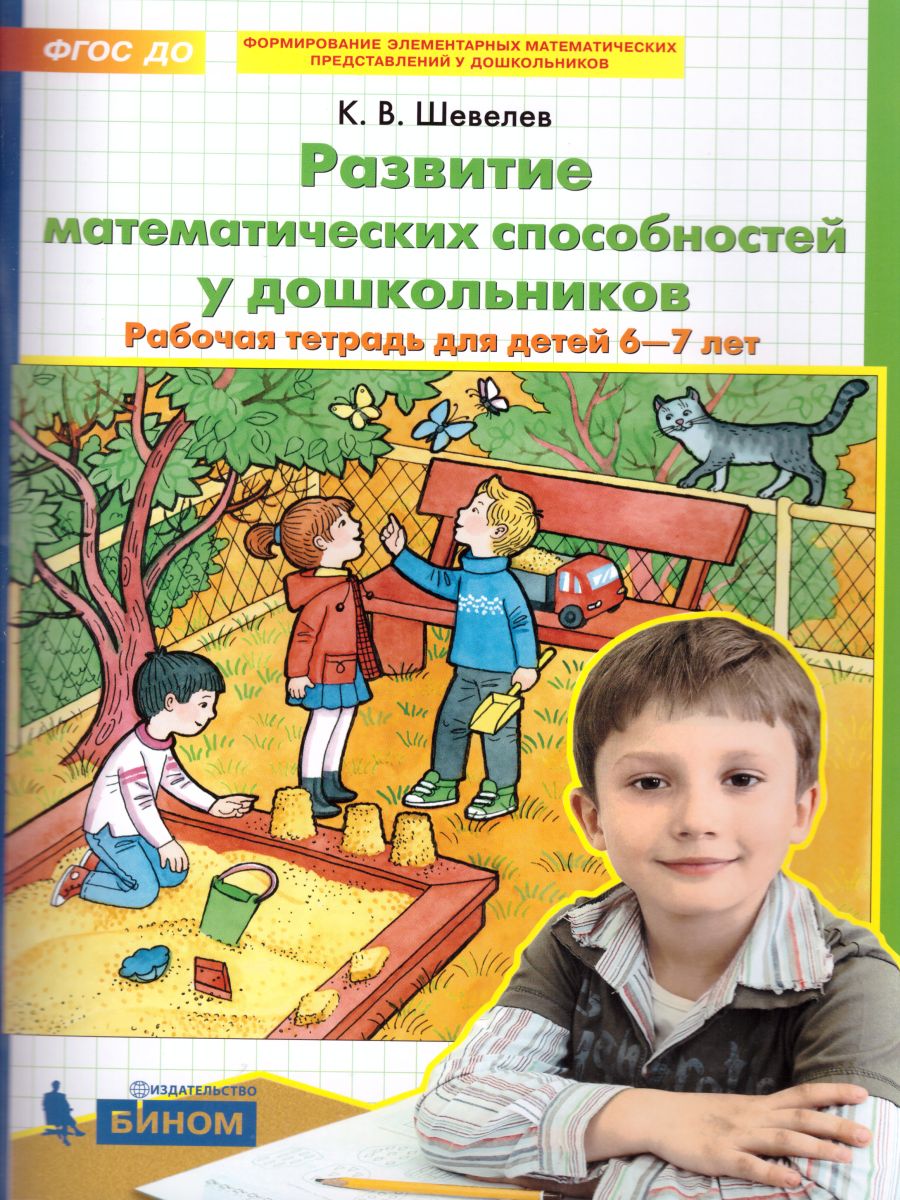 ФГОС ДО
ФОРМИРОВАНИЕ ЭЛЕМЕНТАРНЫХ МАТЕМАТИЧЕСКИХ
ПРЕДСТАВЛЕНИЙ У ДОШКОЛЬНИКОВ
К. В. Шевелев
Развитие
математических способностей
у дошкольников
Рабочая тетрадь для детей 6—7 лет
ИЗДАТЕЛЬСТВО
БИНОМ